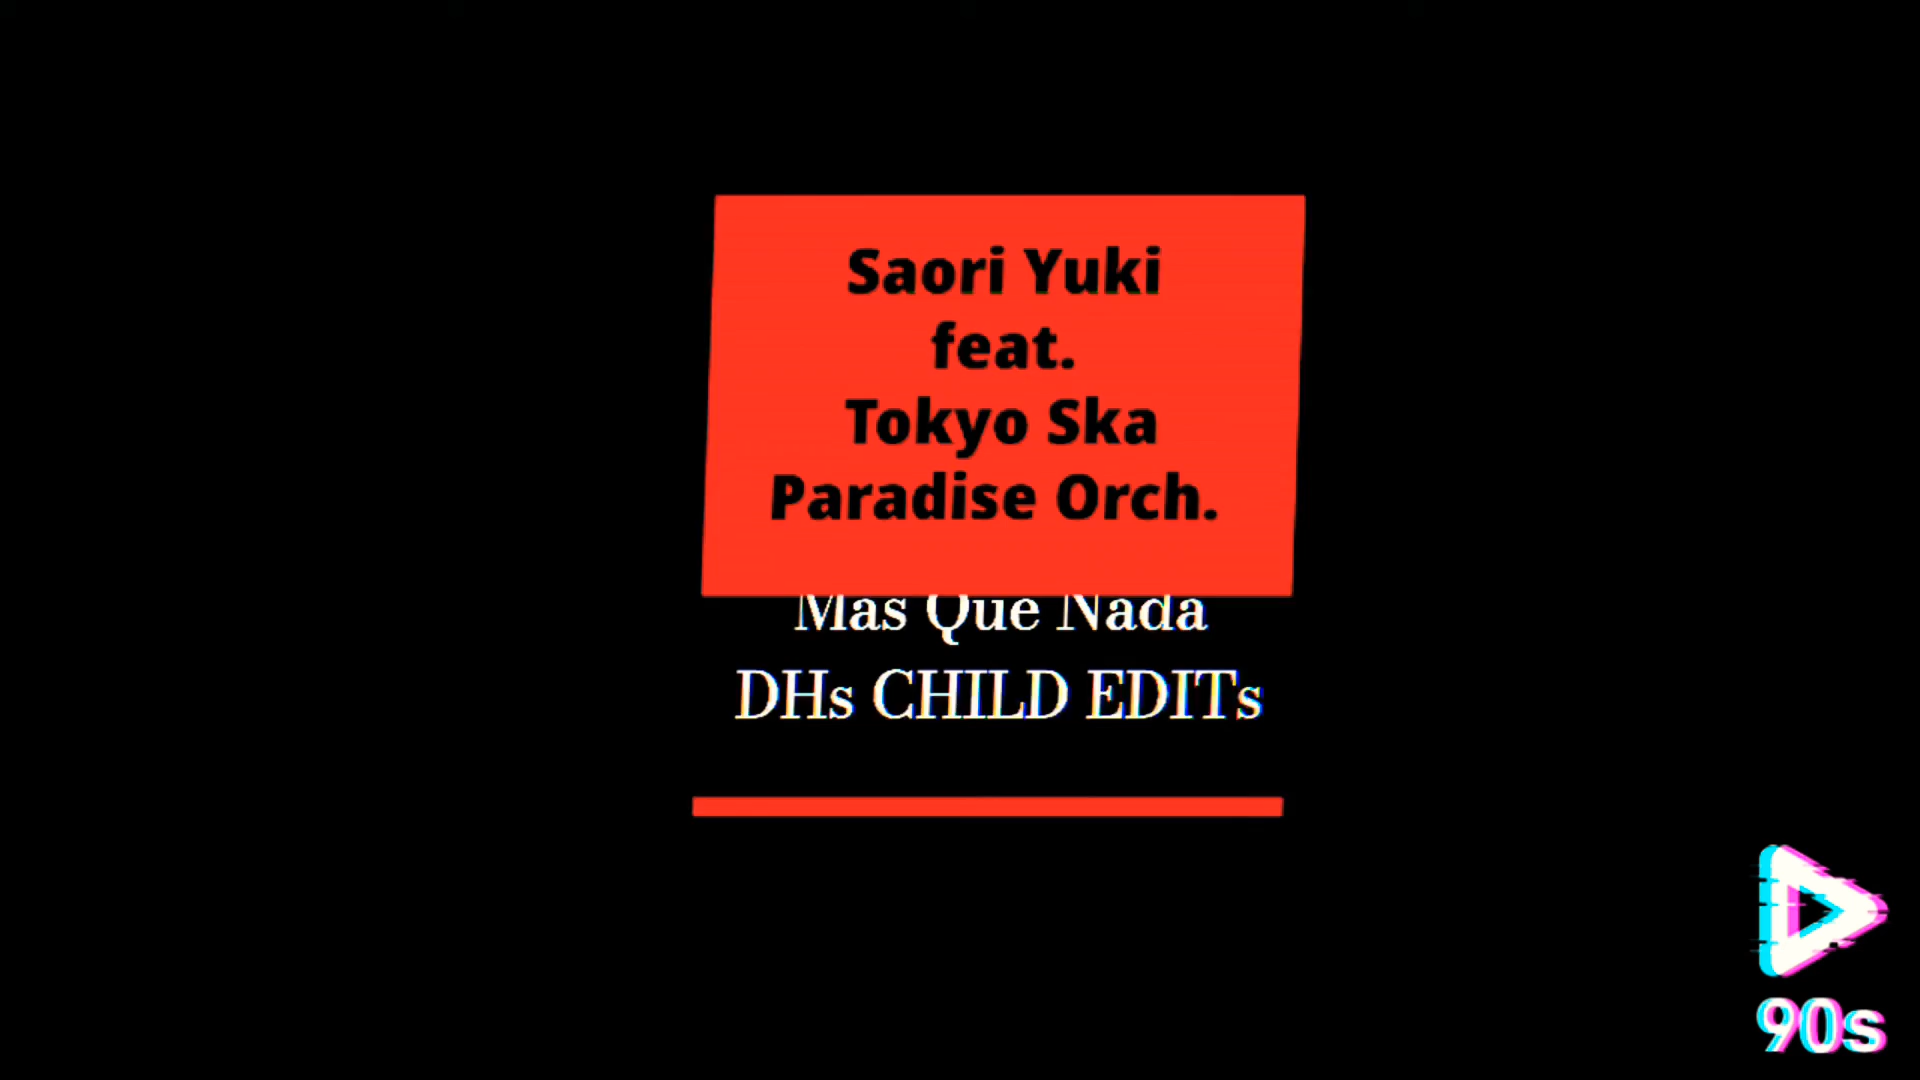 Saori Yuki
feat.
Tokyo Ska
Paradise Orch.
Mas Que Nada
DHs CHILD EDITs
90s